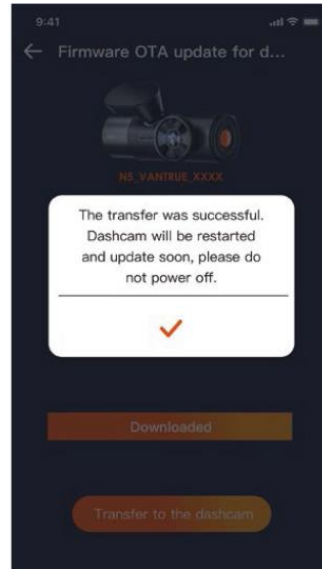 9:41
Firmware OTA update for d...
N5_VANTRUE_XXXX
The transfer was successful.
Dashcam will be restarted
and update soon, please do
not power off.
Downloaded
Transfer to the dashcam